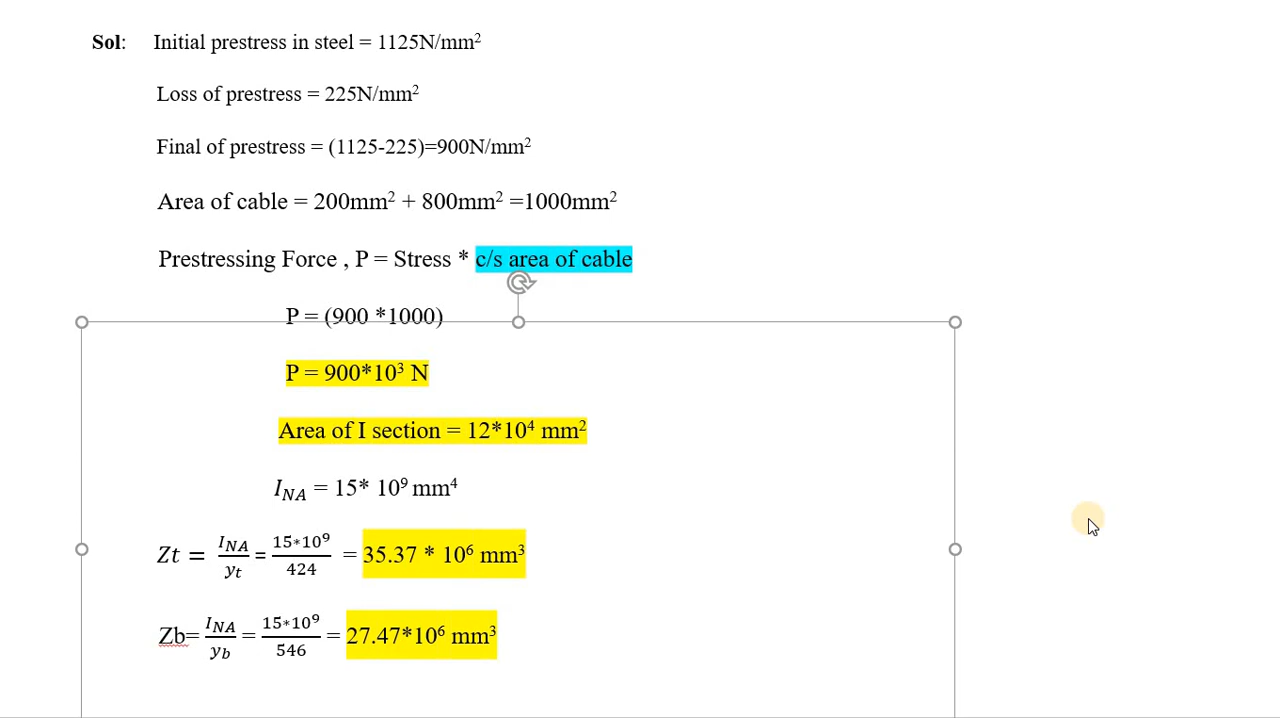 Sol: Initial prestress in steel = 1125N/mm²
Loss of prestress = 225N/mm²
Final of prestress = (1125-225)=900N/mm²
Area of cable = 200mm² + 800mm² =1000mm²
Prestressing Force , P = Stress * c/s area of cable
P = (900 *1000)
P = 900*10³ N
Area of I section = 12*10⁴ mm²
I_NA = 15* 10⁹ mm⁴
Zt = I_NA/yt = 15*10⁹/424 = 35.37 * 10⁶ mm³
Zb= I_NA/yb = 15*10⁹/546 = 27.47*10⁶ mm³